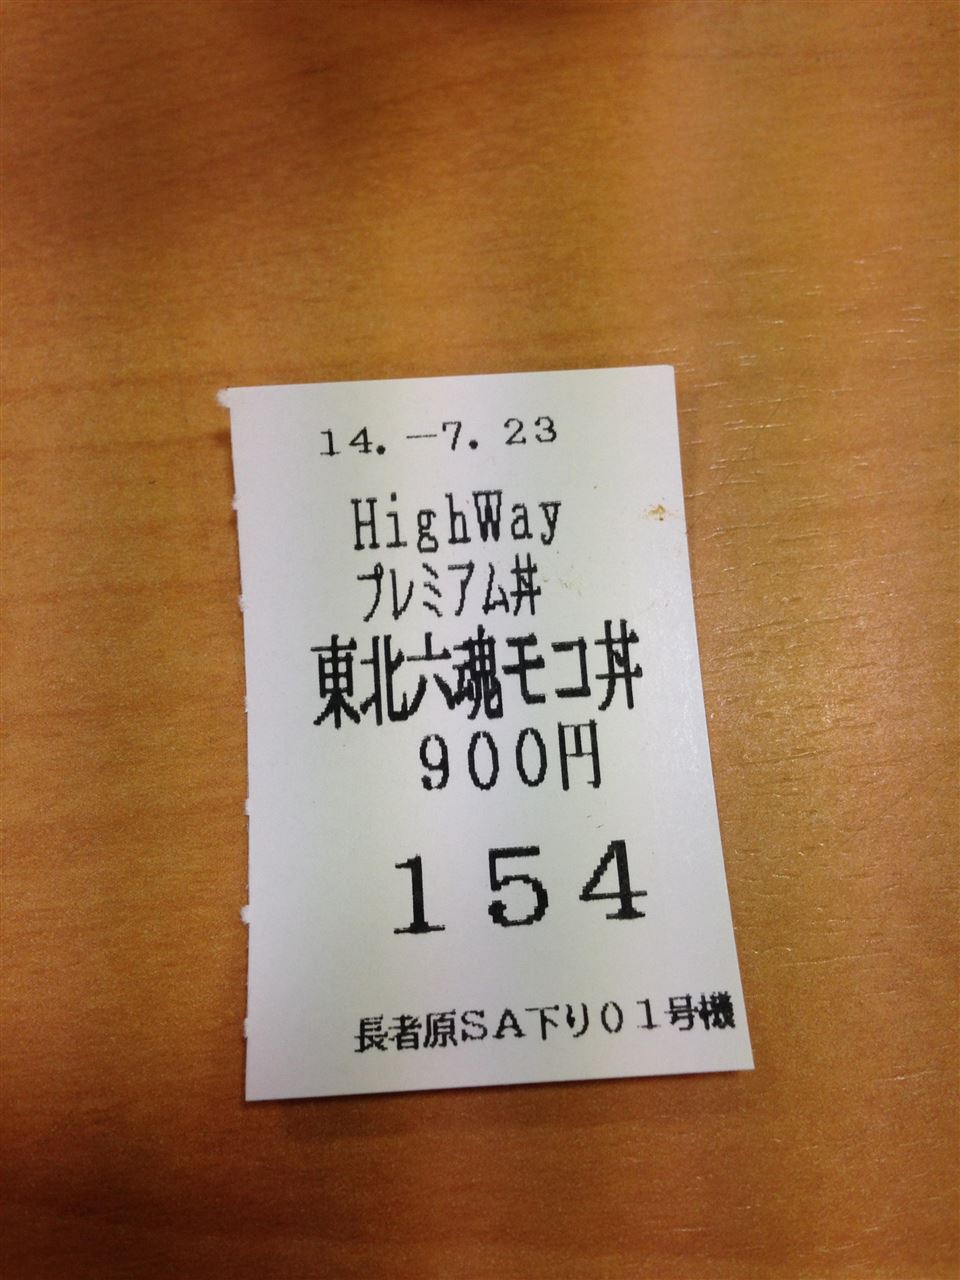 14.-7.23
HighWay
プレミアム丼
東北六魂モコ丼
900円
154
長者原SA下り01号機